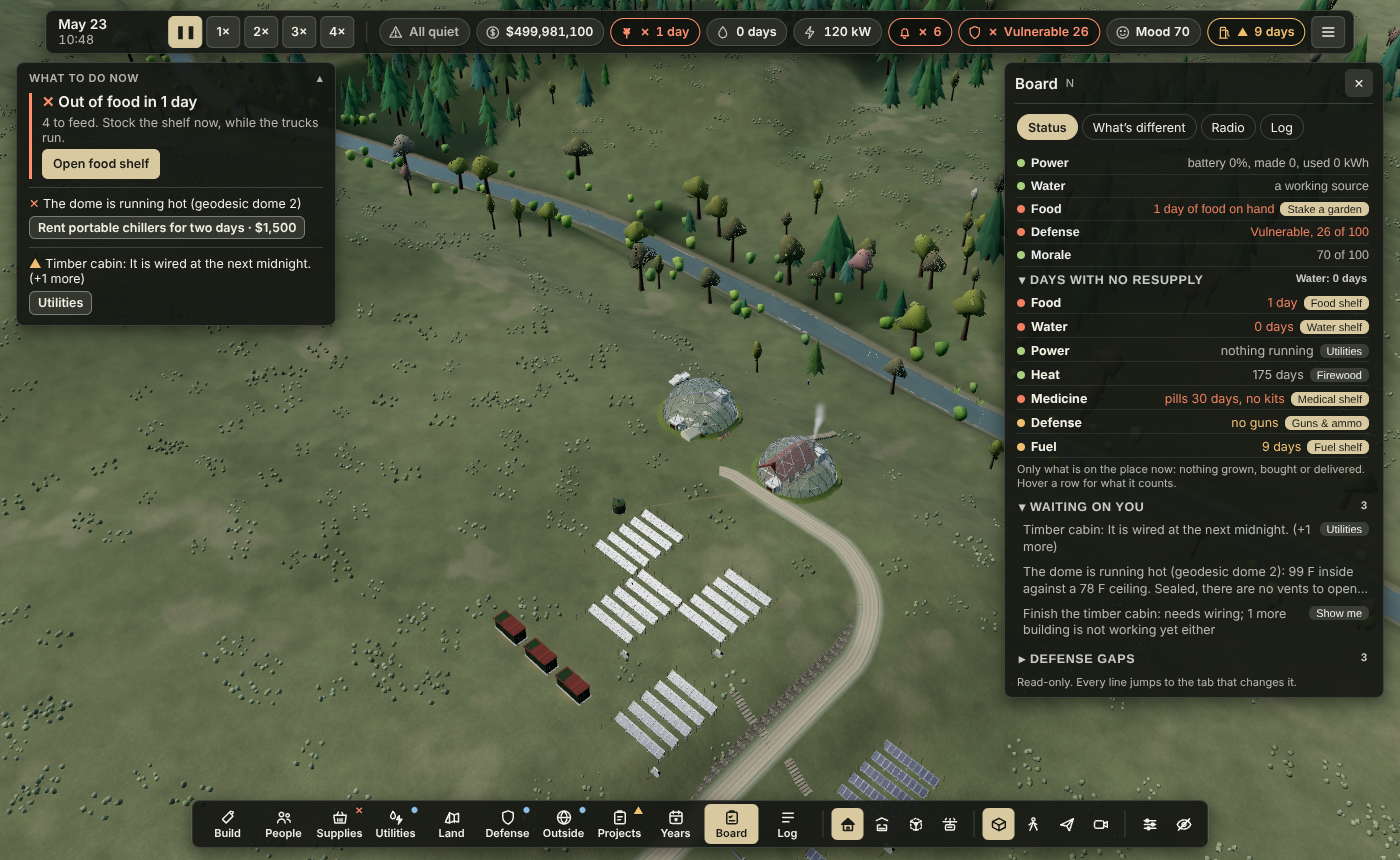 May 23
10:48
1×
2×
3×
4×
All quiet
$499,981,100
× 1 day
0 days
120 kW
× 6
× Vulnerable 26
Mood 70
▲ 9 days
WHAT TO DO NOW ▲
× Out of food in 1 day
4 to feed. Stock the shelf now, while the trucks
run.
Open food shelf
× The dome is running hot (geodesic dome 2)
Rent portable chillers for two days · $1,500
▲ Timber cabin: It is wired at the next midnight.
(+1 more)
Utilities
Board N ×
Status What's different Radio Log
Power battery 0%, made 0, used 0 kWh
Water a working source
Food 1 day of food on hand Stake a garden
Defense Vulnerable, 26 of 100
Morale 70 of 100
▼ DAYS WITH NO RESUPPLY Water: 0 days
Food 1 day Food shelf
Water 0 days Water shelf
Power nothing running Utilities
Heat 175 days Firewood
Medicine pills 30 days, no kits Medical shelf
Defense no guns Guns & ammo
Fuel 9 days Fuel shelf
Only what is on the place now: nothing grown, bought or delivered.
Hover a row for what it counts.
▼ WAITING ON YOU 3
Timber cabin: It is wired at the next midnight. (+1 Utilities
more)
The dome is running hot (geodesic dome 2): 99 F inside
against a 78 F ceiling. Sealed, there are no vents to open...
Finish the timber cabin: needs wiring; 1 more Show me
building is not working yet either
► DEFENSE GAPS 3
Read-only. Every line jumps to the tab that changes it.
Build
People
Supplies
Utilities
Land
Defense
Outside
Projects
Years
Board
Log